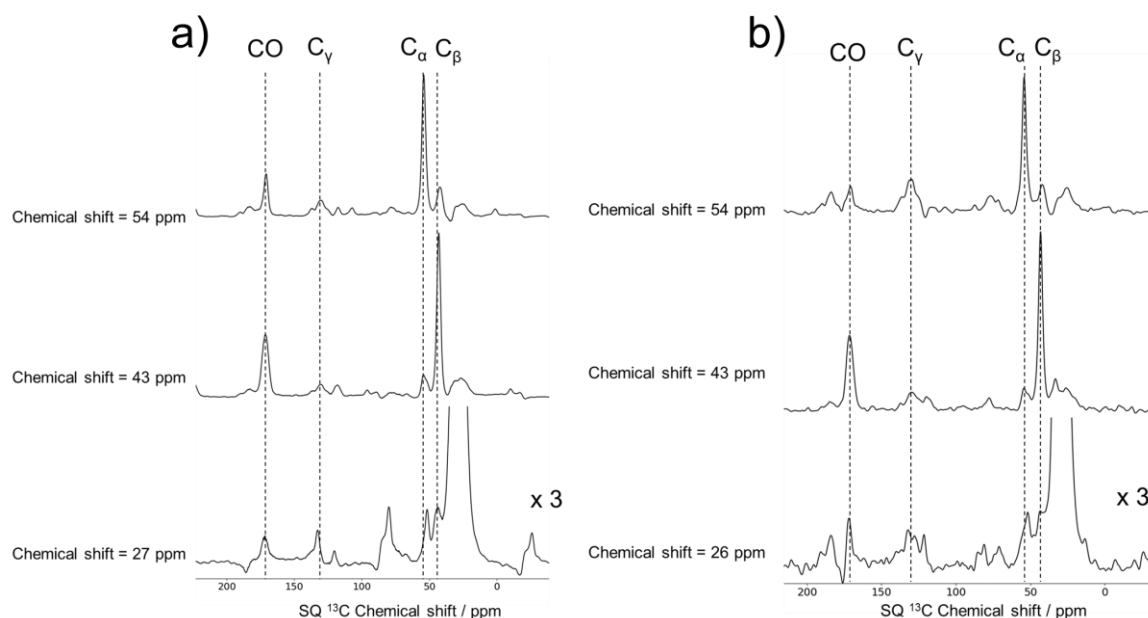 a)
CO Cᵧ Cα Cᵦ
Chemical shift = 54 ppm
Chemical shift = 43 ppm
x 3
Chemical shift = 27 ppm
200 150 100 50 0
SQ ¹³C Chemical shift / ppm
b)
CO Cᵧ Cα Cᵦ
Chemical shift = 54 ppm
Chemical shift = 43 ppm
x 3
Chemical shift = 26 ppm
200 150 100 50 0
SQ ¹³C Chemical shift / ppm